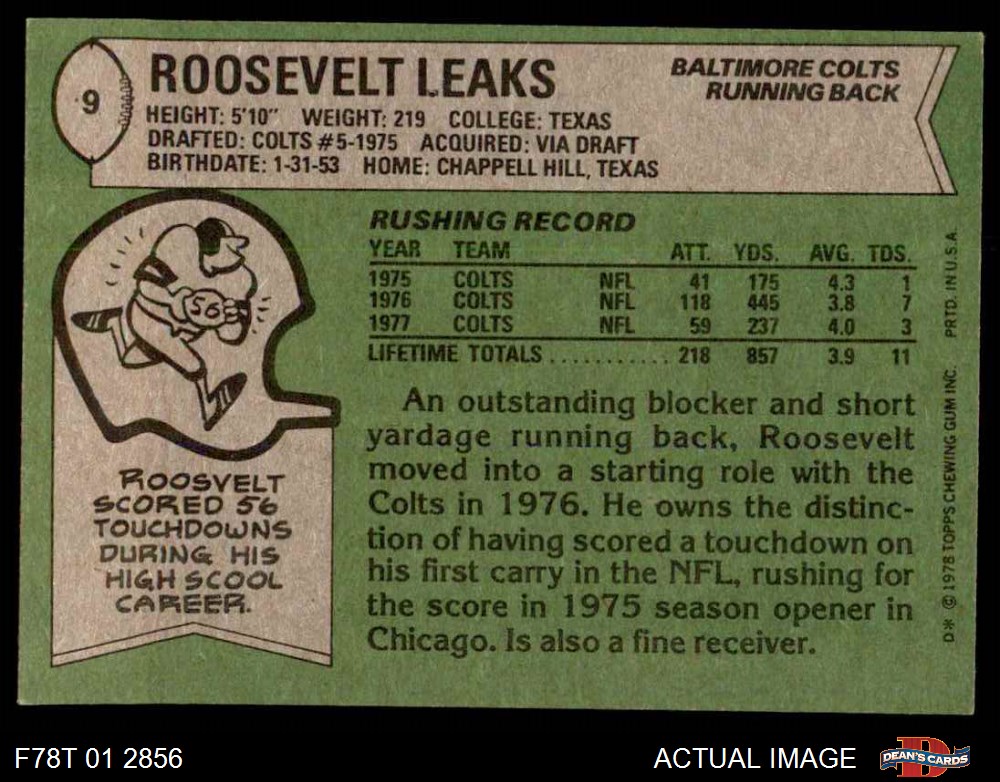 9
ROOSEVELT LEAKS
BALTIMORE COLTS
RUNNING BACK
HEIGHT: 5'10" WEIGHT: 219 COLLEGE: TEXAS
DRAFTED: COLTS #5-1975 ACQUIRED: VIA DRAFT
BIRTHDATE: 1-31-53 HOME: CHAPPELL HILL, TEXAS
56
ROOSVELT
SCORED 56
TOUCHDOWNS
DURING HIS
HIGH SCOOL
CAREER.
RUSHING RECORD
YEAR TEAM ATT. YDS. AVG. TDS.
1975 COLTS NFL 41 175 4.3 1
1976 COLTS NFL 118 445 3.8 7
1977 COLTS NFL 59 237 4.0 3
LIFETIME TOTALS ........... 218 857 3.9 11
An outstanding blocker and short
yardage running back, Roosevelt
moved into a starting role with the
Colts in 1976. He owns the distinc-
tion of having scored a touchdown on
his first carry in the NFL, rushing for
the score in 1975 season opener in
Chicago. Is also a fine receiver.
D* © 1978 TOPPS CHEWING GUM INC. PRTD. IN U.S.A.
F78T 01 2856
ACTUAL IMAGE
DEAN'S CARDS